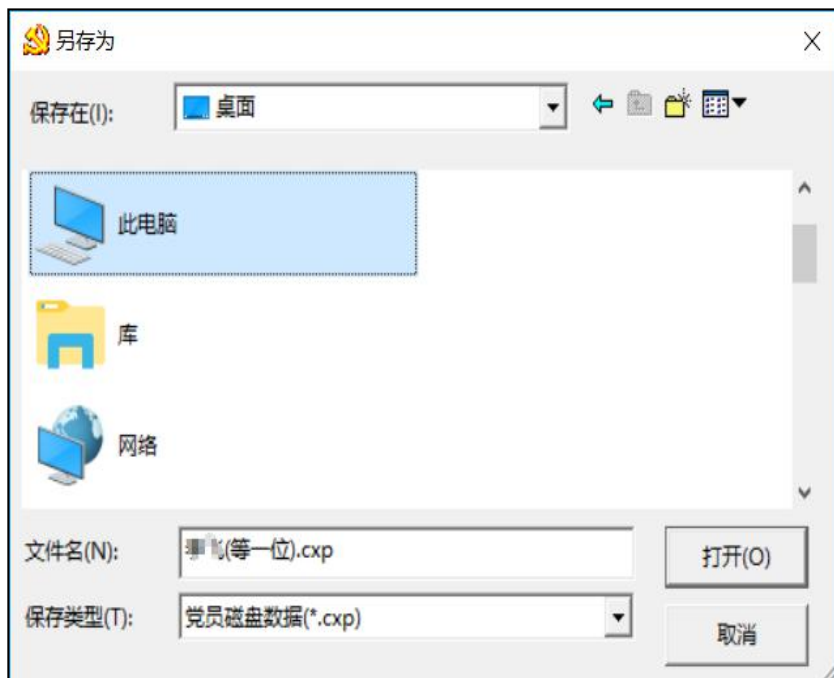 另存为
保存在(I):
桌面
此电脑
库
网络
文件名(N):
(等一位).cxp
打开(O)
保存类型(T):
党员磁盘数据(*.cxp)
取消